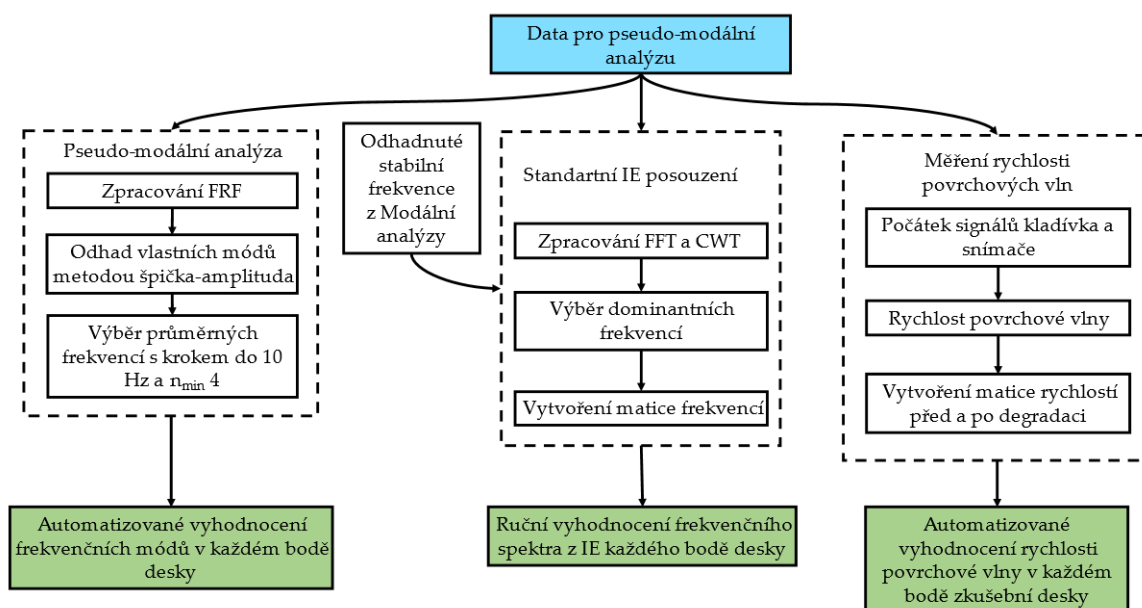 Data pro pseudo-modální
analýzu
Pseudo-modální analýza
Zpracování FRF
Odhad vlastních módů
metodou špička-amplituda
Výběr průměrných
frekvencí s krokem do 10
Hz a nmin 4
Automatizované vyhodnocení
frekvenčních módů v každém bodě
desky
Odhadnuté
stabilní
frekvence
z Modální
analýzy
Standartní IE posouzení
Zpracování FFT a CWT
Výběr dominantních
frekvencí
Vytvoření matice frekvencí
Ruční vyhodnocení frekvenčního
spektra z IE každého bodě desky
Měření rychlosti
povrchových vln
Počátek signálů kladívka a
snímače
Rychlost povrchové vlny
Vytvoření matice rychlostí
před a po degradaci
Automatizované
vyhodnocení rychlosti
povrchové vlny v každém
bodě zkušební desky